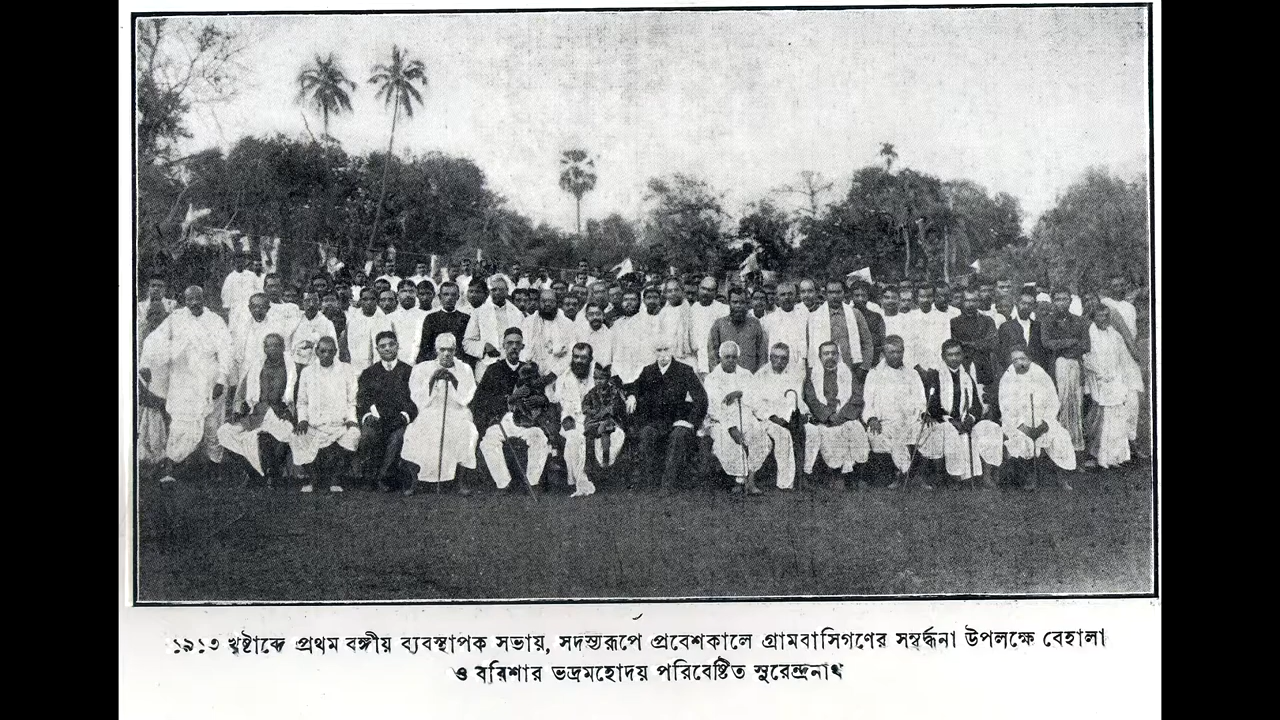 ১৯১৩ খৃষ্টাব্দে প্রথম বঙ্গীয় ব্যবস্থাপক সভায়, সদস্যরূপে প্রবেশকালে গ্রামবাসিগণের সম্বর্দ্ধনা উপলক্ষে বেহালা
ও বরিশার ভদ্রমহোদয় পরিবেষ্টিত সুরেন্দ্রনাথ